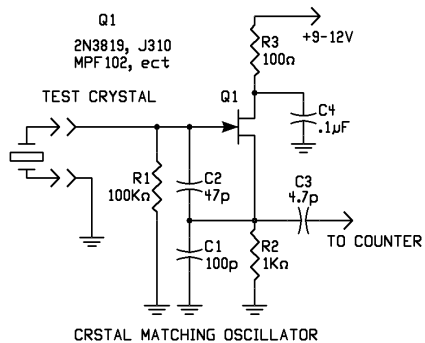 Q1
2N3819, J310
MPF102, ect
TEST CRYSTAL
+9-12V
R3
100Ω
Q1
C4
.1µF
R1
100KΩ
C2
47p
C3
4.7p
TO COUNTER
C1
100p
R2
1KΩ
CRSTAL MATCHING OSCILLATOR